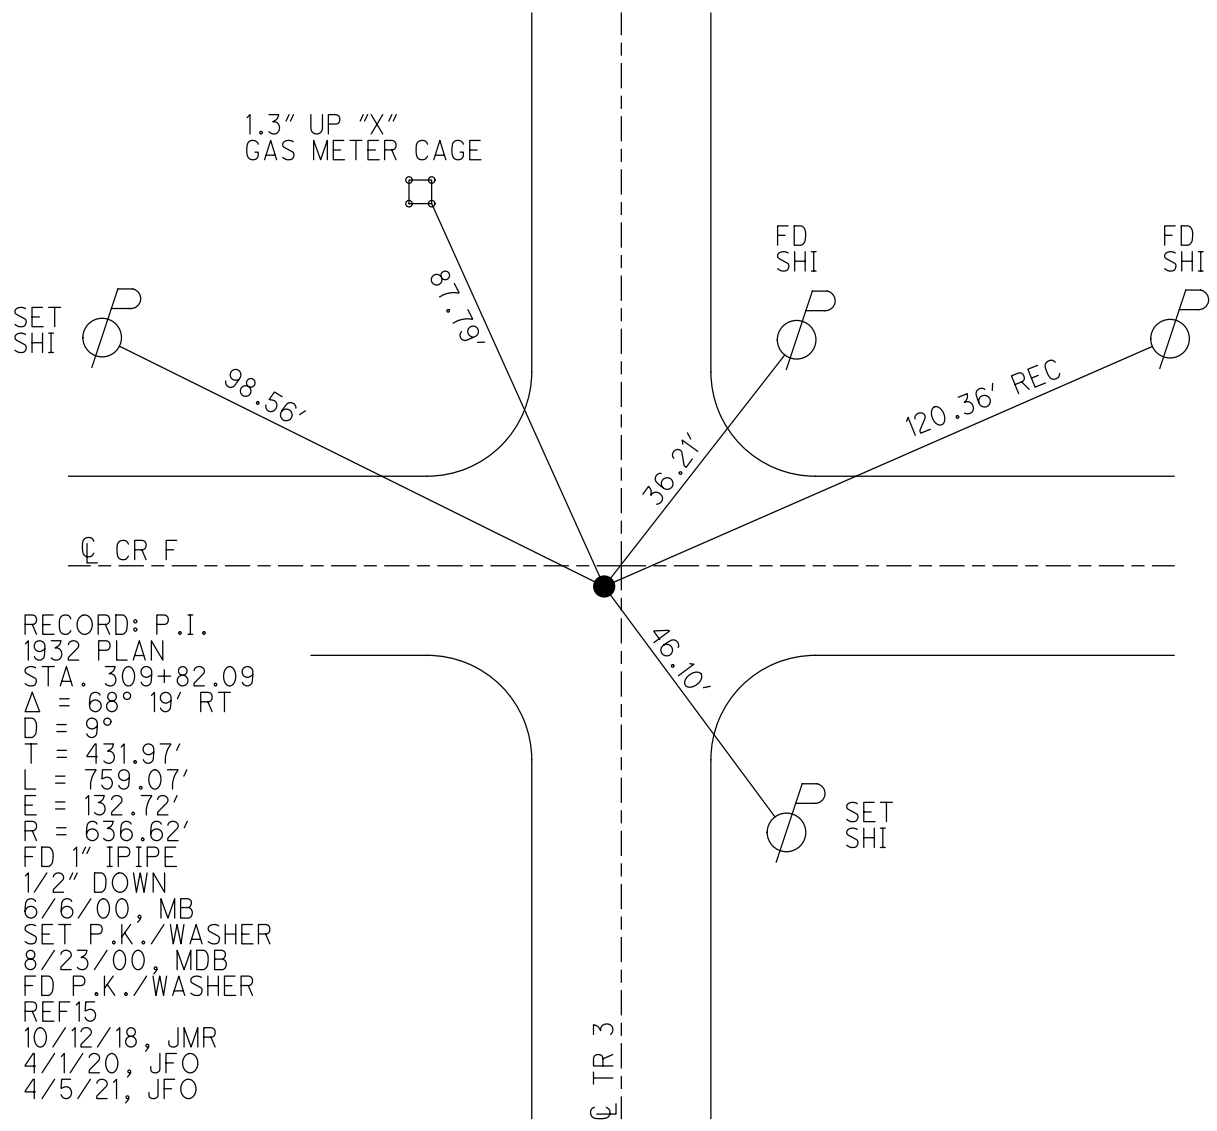 1.3" UP "X"
GAS METER CAGE
FD
SHI
FD
SHI
SET
SHI
87.79'
98.56'
36.21'
120.36' REC
℄ CR F
46.10'
RECORD: P.I.
1932 PLAN
STA. 309+82.09
Δ = 68° 19' RT
D = 9°
T = 431.97'
L = 759.07'
E = 132.72'
R = 636.62'
FD 1" IPIPE
1/2" DOWN
6/6/00, MB
SET P.K./WASHER
8/23/00, MDB
FD P.K./WASHER
REF15
10/12/18, JMR
4/1/20, JFO
4/5/21, JFO
SET
SHI
℄ TR 3